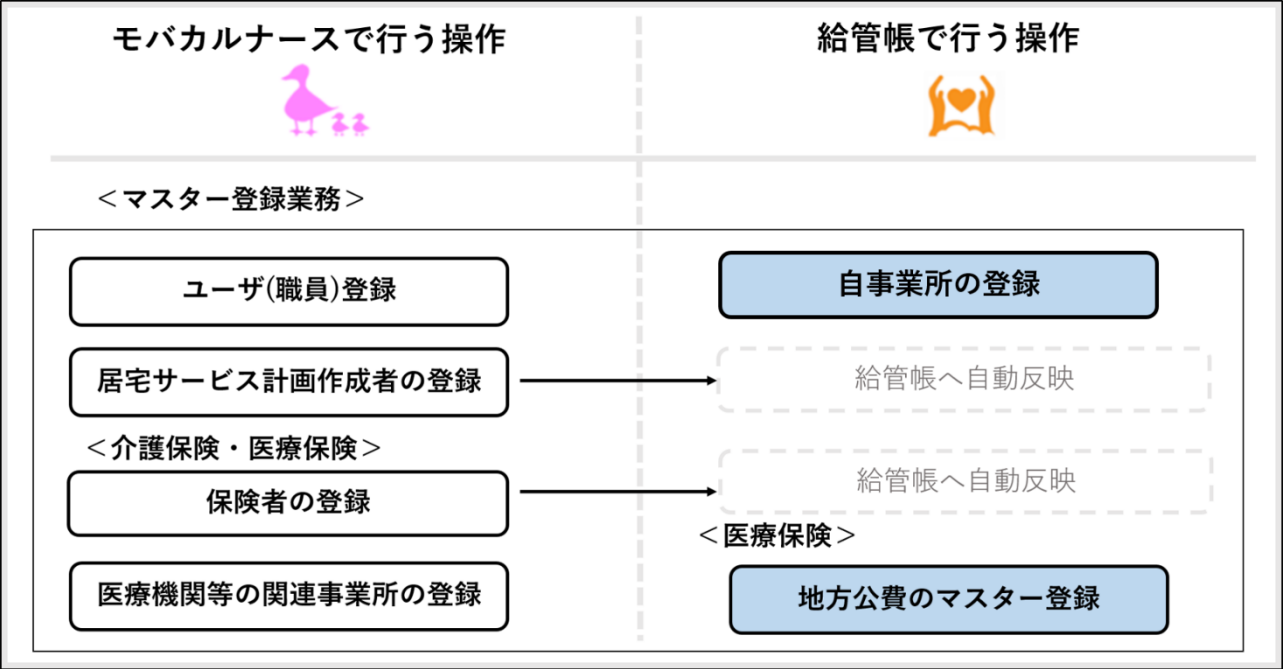 モバカルナースで行う操作
給管帳で行う操作
＜マスター登録業務＞
ユーザ(職員)登録
自事業所の登録
居宅サービス計画作成者の登録
給管帳へ自動反映
＜介護保険・医療保険＞
保険者の登録
給管帳へ自動反映
＜医療保険＞
医療機関等の関連事業所の登録
地方公費のマスター登録